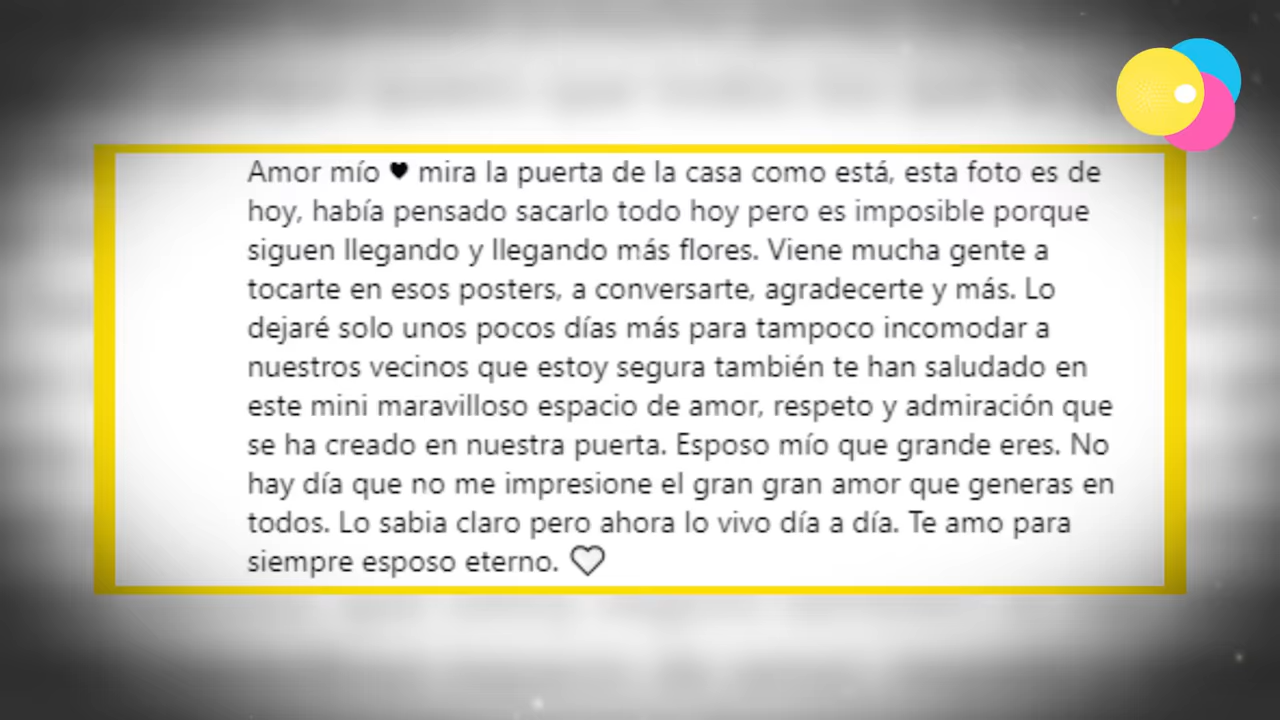 Amor mío ♥ mira la puerta de la casa como está, esta foto es de
hoy, había pensado sacarlo todo hoy pero es imposible porque
siguen llegando y llegando más flores. Viene mucha gente a
tocarte en esos posters, a conversarte, agradecerte y más. Lo
dejaré solo unos pocos días más para tampoco incomodar a
nuestros vecinos que estoy segura también te han saludado en
este mini maravilloso espacio de amor, respeto y admiración que
se ha creado en nuestra puerta. Esposo mío que grande eres. No
hay día que no me impresione el gran gran amor que generas en
todos. Lo sabia claro pero ahora lo vivo día a día. Te amo para
siempre esposo eterno. ♡